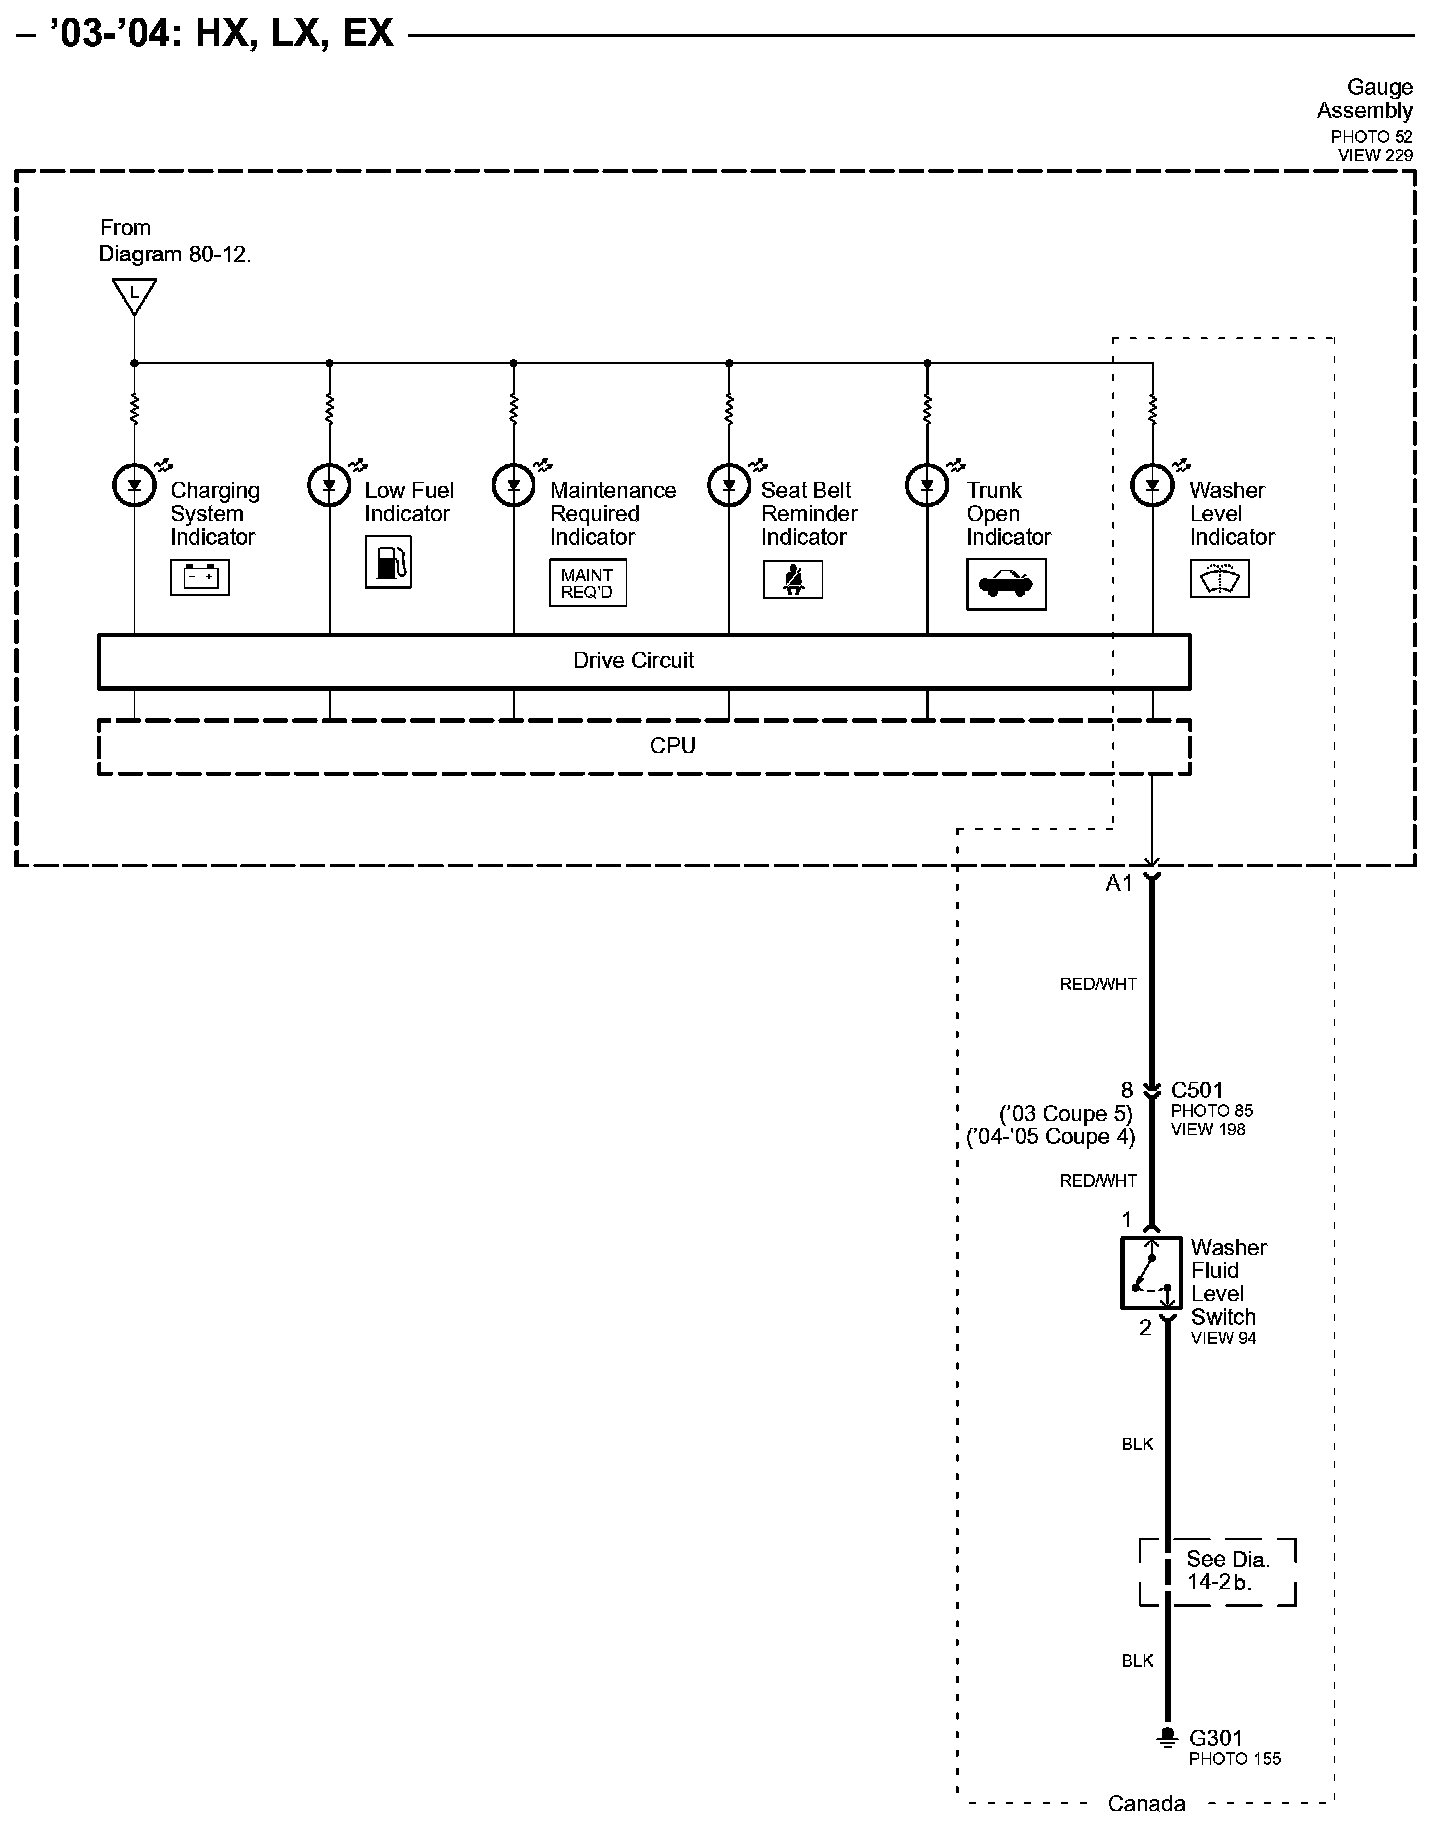 ’03-’04: HX, LX, EX
Gauge
Assembly
PHOTO 52
VIEW 229
From
Diagram 80-12.
L
Charging
System
Indicator
Low Fuel
Indicator
Maintenance
Required
Indicator
MAINT
REQ’D
Seat Belt
Reminder
Indicator
Trunk
Open
Indicator
Washer
Level
Indicator
Drive Circuit
CPU
A1
RED/WHT
8
(’03 Coupe 5)
(’04-’05 Coupe 4)
C501
PHOTO 85
VIEW 198
RED/WHT
1
Washer
Fluid
Level
Switch
VIEW 94
2
BLK
See Dia.
14-2b.
BLK
G301
PHOTO 155
Canada